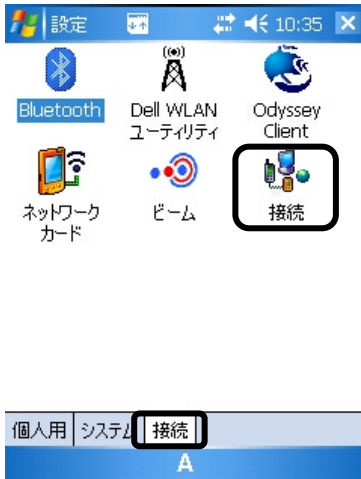 設定 10:35
Bluetooth Dell WLAN Odyssey
ユーティリティ Client
ネットワーク ビーム 接続
カード
個人用 システム 接続
A